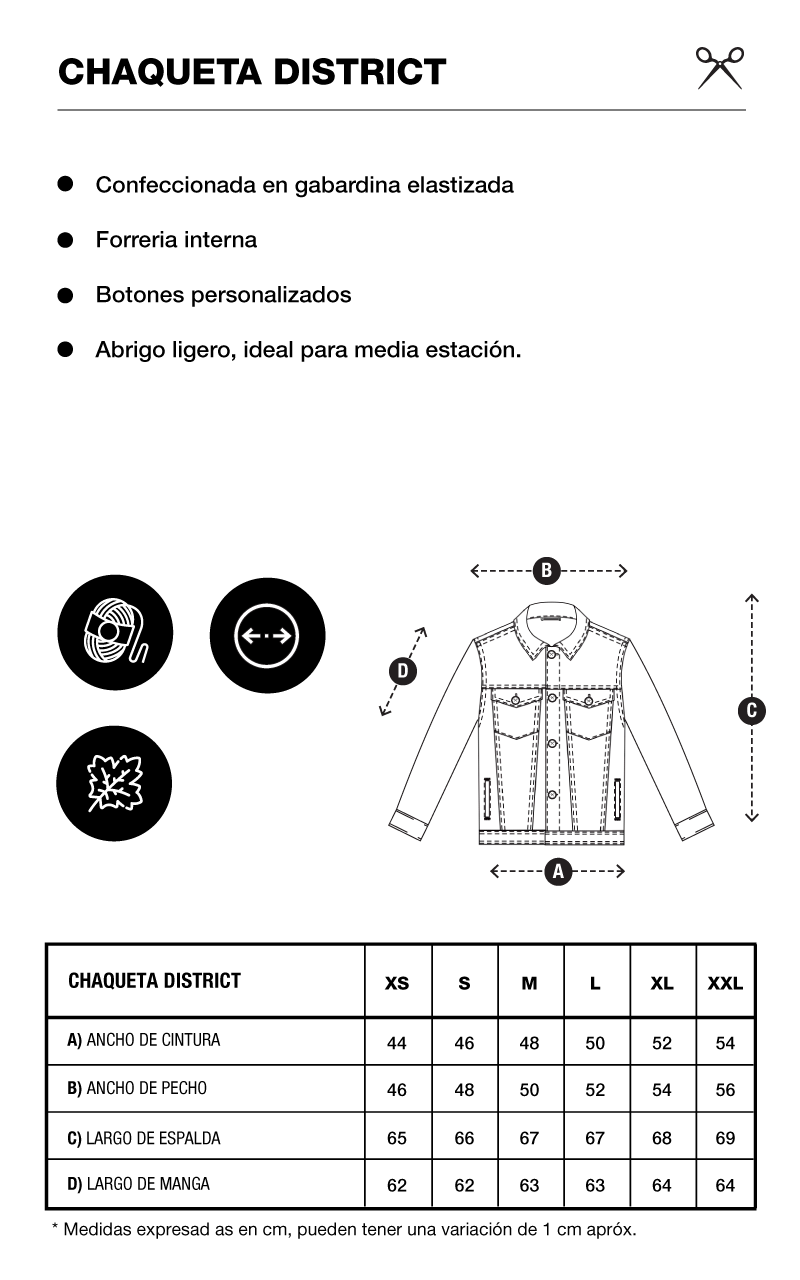 CHAQUETA DISTRICT
Confeccionada en gabardina elastizada
Forreria interna
Botones personalizados
Abrigo ligero, ideal para media estación.
B
D
C
A
CHAQUETA DISTRICT XS S M L XL XXL
A) ANCHO DE CINTURA 44 46 48 50 52 54
B) ANCHO DE PECHO 46 48 50 52 54 56
C) LARGO DE ESPALDA 65 66 67 67 68 69
D) LARGO DE MANGA 62 62 63 63 64 64
* Medidas expresad as en cm, pueden tener una variación de 1 cm apróx.